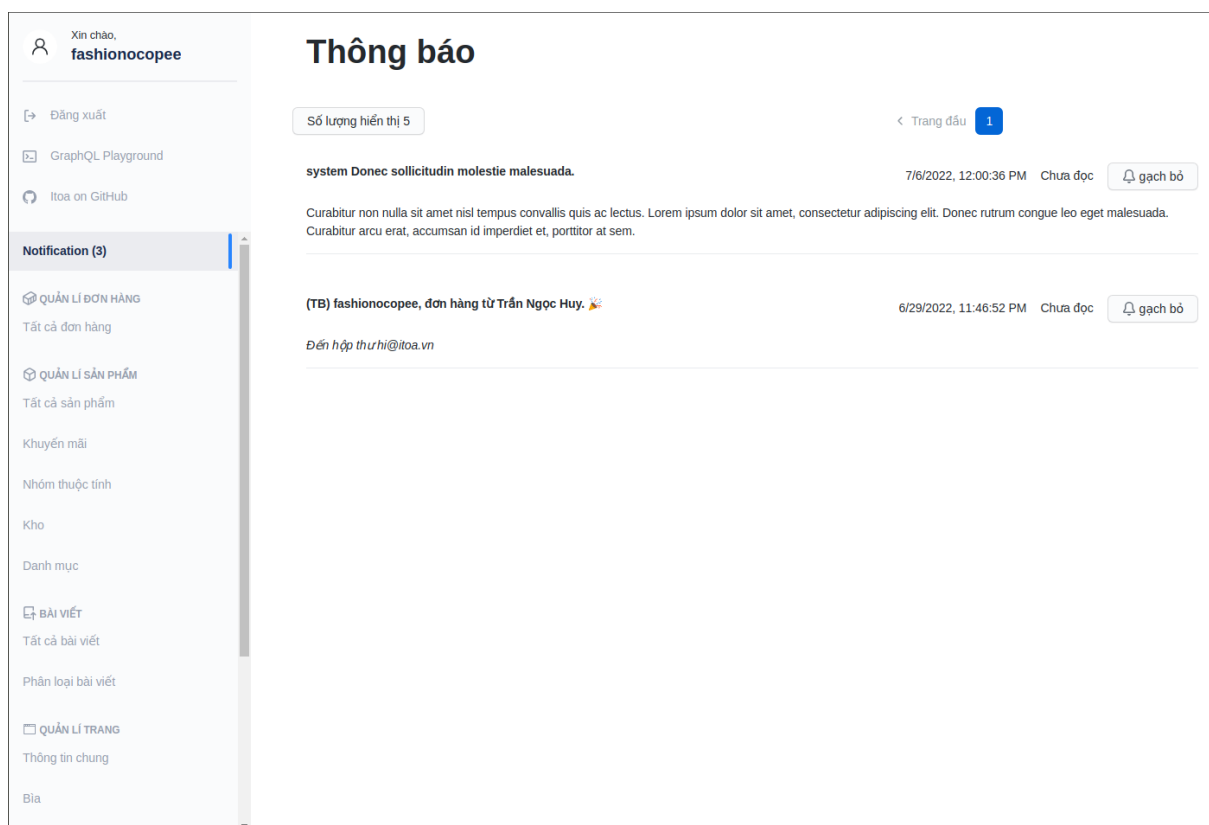 Xin chào,
fashionocopee
Đăng xuất
GraphQL Playground
Itoa on GitHub
Notification (3)
QUẢN LÍ ĐƠN HÀNG
Tất cả đơn hàng
QUẢN LÍ SẢN PHẨM
Tất cả sản phẩm
Khuyến mãi
Nhóm thuộc tính
Kho
Danh mục
BÀI VIẾT
Tất cả bài viết
Phân loại bài viết
QUẢN LÍ TRANG
Thông tin chung
Bìa
Thông báo
Số lượng hiển thị 5
Trang đầu 1
system Donec sollicitudin molestie malesuada.
7/6/2022, 12:00:36 PM Chưa đọc gạch bỏ
Curabitur non nulla sit amet nisl tempus convallis quis ac lectus. Lorem ipsum dolor sit amet, consectetur adipiscing elit. Donec rutrum congue leo eget malesuada.
Curabitur arcu erat, accumsan id imperdiet et, porttitor at sem.
(TB) fashionocopee, đơn hàng từ Trần Ngọc Huy. 🎉
6/29/2022, 11:46:52 PM Chưa đọc gạch bỏ
Đến hộp thư hi@itoa.vn